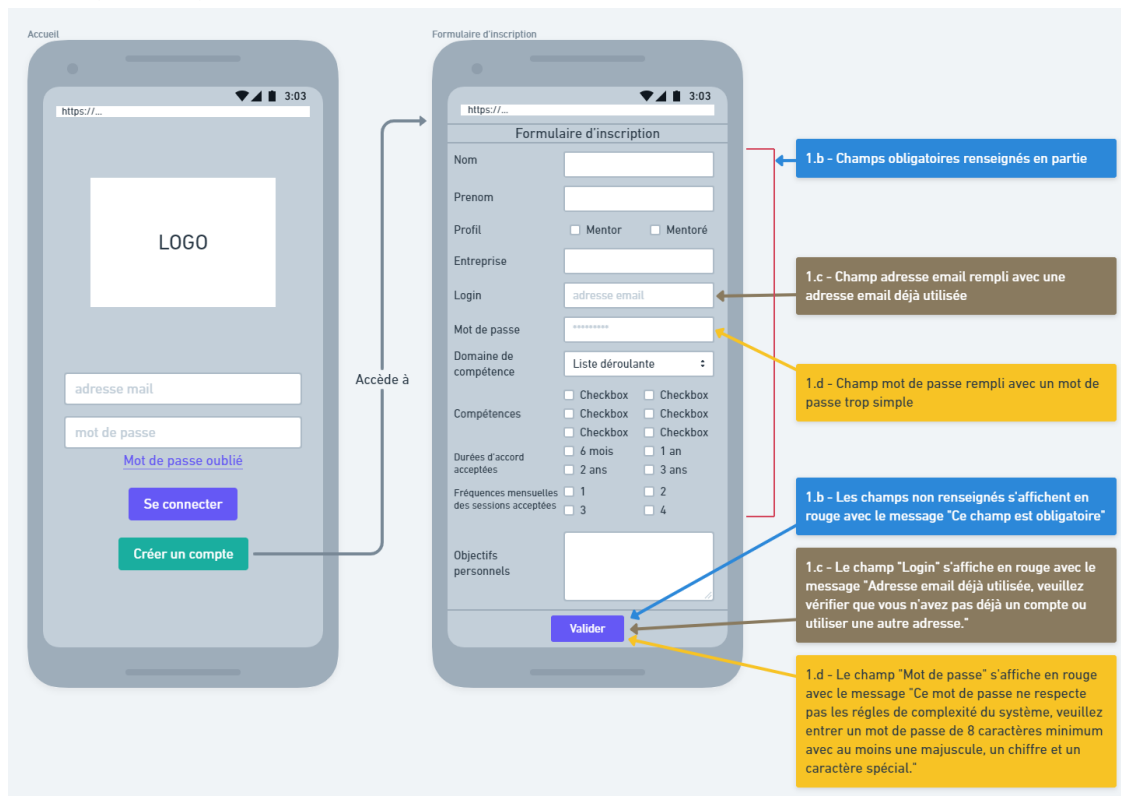 Accueil
3:03
https://...
LOGO
adresse mail
mot de passe
Mot de passe oublié
Se connecter
Créer un compte
Accède à
Formulaire d'inscription
3:03
https://...
Formulaire d'inscription
Nom
Prenom
Profil
Mentor
Mentoré
Entreprise
Login
adresse email
Mot de passe
*********
Domaine de
compétence
Liste déroulante
Compétences
Checkbox Checkbox
Checkbox Checkbox
Checkbox Checkbox
Durées d'accord
acceptées
6 mois 1 an
2 ans 3 ans
Fréquences mensuelles
des sessions acceptées
1 2
3 4
Objectifs
personnels
Valider
1.b - Champs obligatoires renseignés en partie
1.c - Champ adresse email rempli avec une
adresse email déjà utilisée
1.d - Champ mot de passe rempli avec un mot de
passe trop simple
1.b - Les champs non renseignés s'affichent en
rouge avec le message "Ce champ est obligatoire"
1.c - Le champ "Login" s'affiche en rouge avec le
message "Adresse email déjà utilisée, veuillez
vérifier que vous n'avez pas déjà un compte ou
utiliser une autre adresse."
1.d - Le champ "Mot de passe" s'affiche en rouge
avec le message "Ce mot de passe ne respecte
pas les régles de complexité du système, veuillez
entrer un mot de passe de 8 caractères minimum
avec au moins une majuscule, un chiffre et un
caractère spécial."